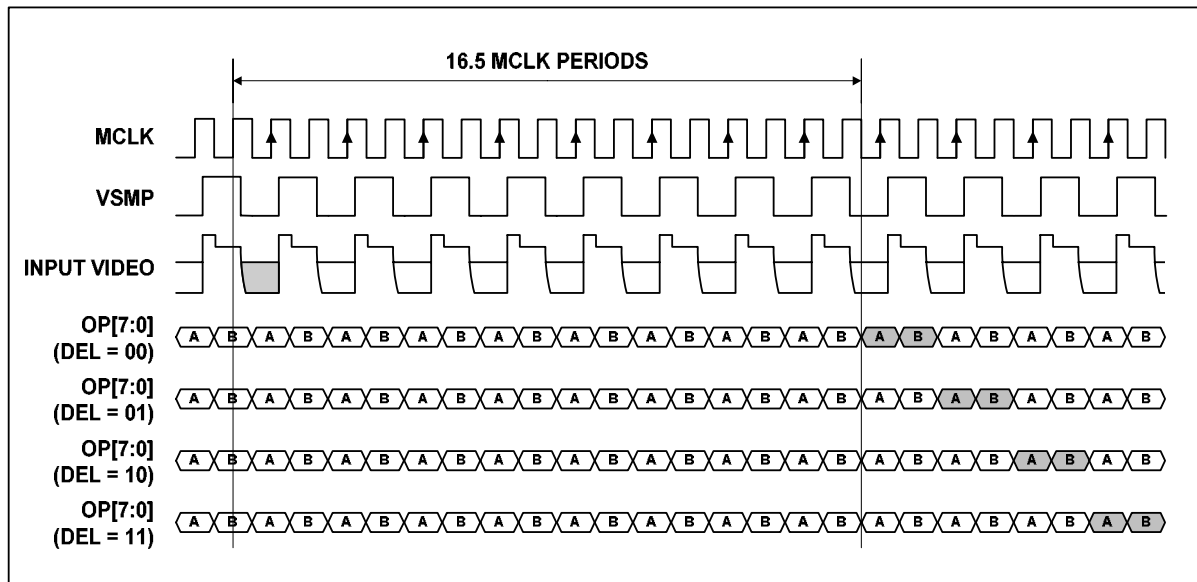 16.5 MCLK PERIODS
MCLK
VSMP
INPUT VIDEO
OP[7:0]
(DEL = 00)
A B A B A B A B A B A B A B A B A B A B A B A B A B
OP[7:0]
(DEL = 01)
A B A B A B A B A B A B A B A B A B A B A B A B A B
OP[7:0]
(DEL = 10)
A B A B A B A B A B A B A B A B A B A B A B A B A B
OP[7:0]
(DEL = 11)
A B A B A B A B A B A B A B A B A B A B A B A B A B